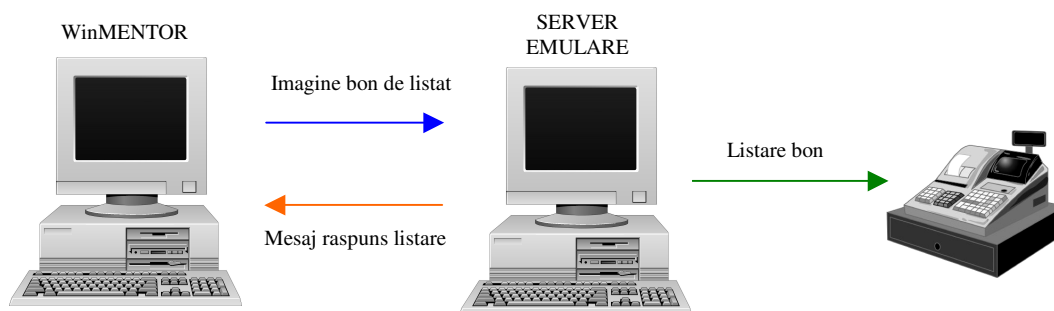 WinMENTOR
SERVER
EMULARE
Imagine bon de listat
Listare bon
Mesaj raspuns listare